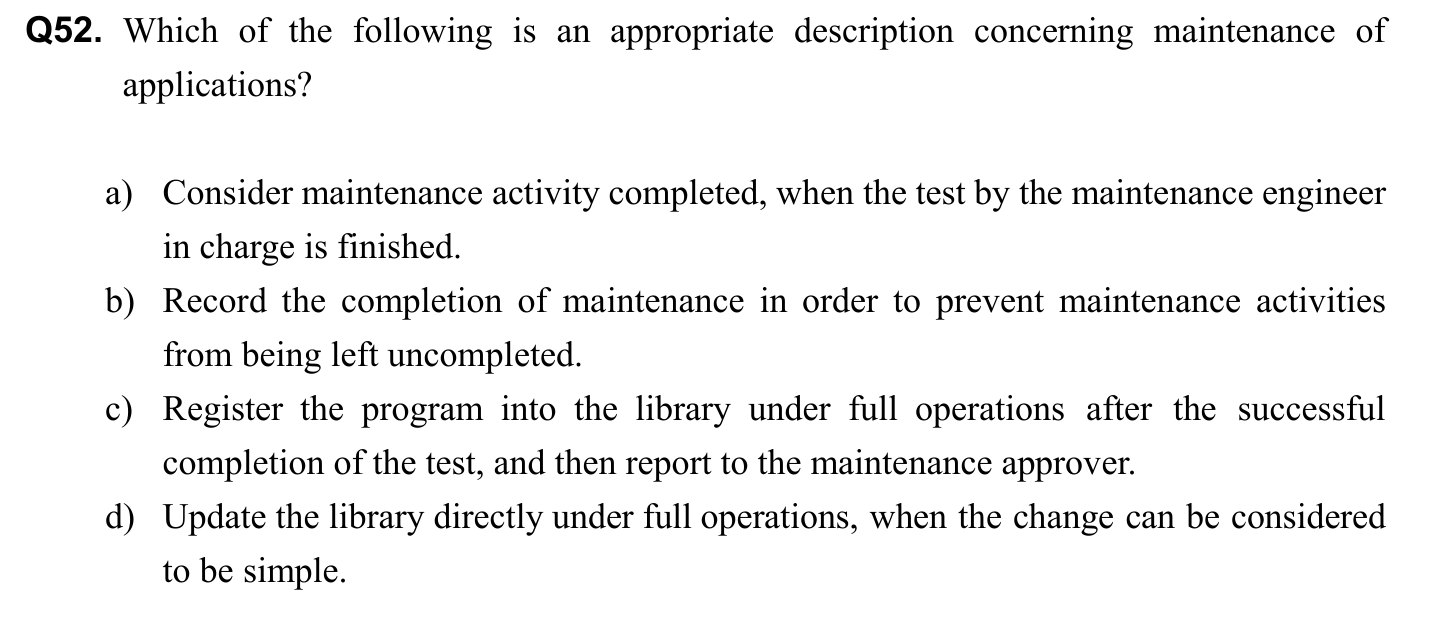 Q52. Which of the following is an appropriate description concerning maintenance of
applications?
a) Consider maintenance activity completed, when the test by the maintenance engineer
in charge is finished.
b) Record the completion of maintenance in order to prevent maintenance activities
from being left uncompleted.
c) Register the program into the library under full operations after the successful
completion of the test, and then report to the maintenance approver.
d) Update the library directly under full operations, when the change can be considered
to be simple.